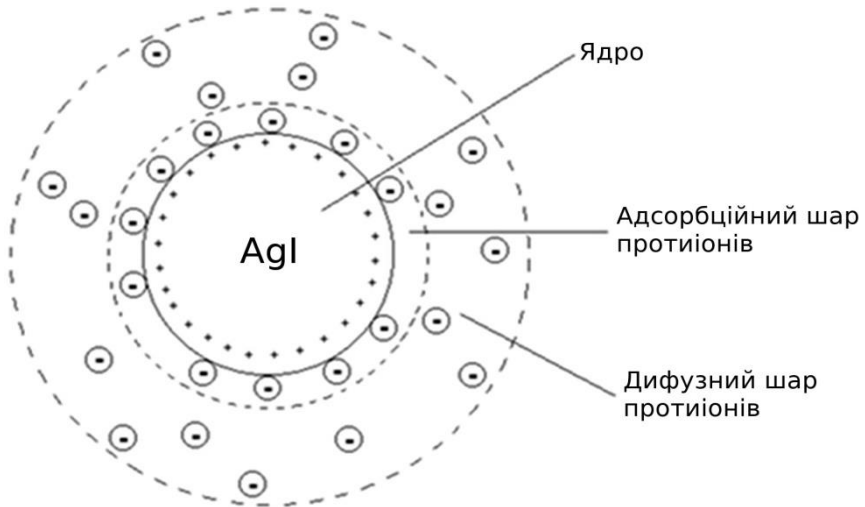 Ядро
Адсорбційний шар
протиіонів
AgI
Дифузний шар
протиіонів